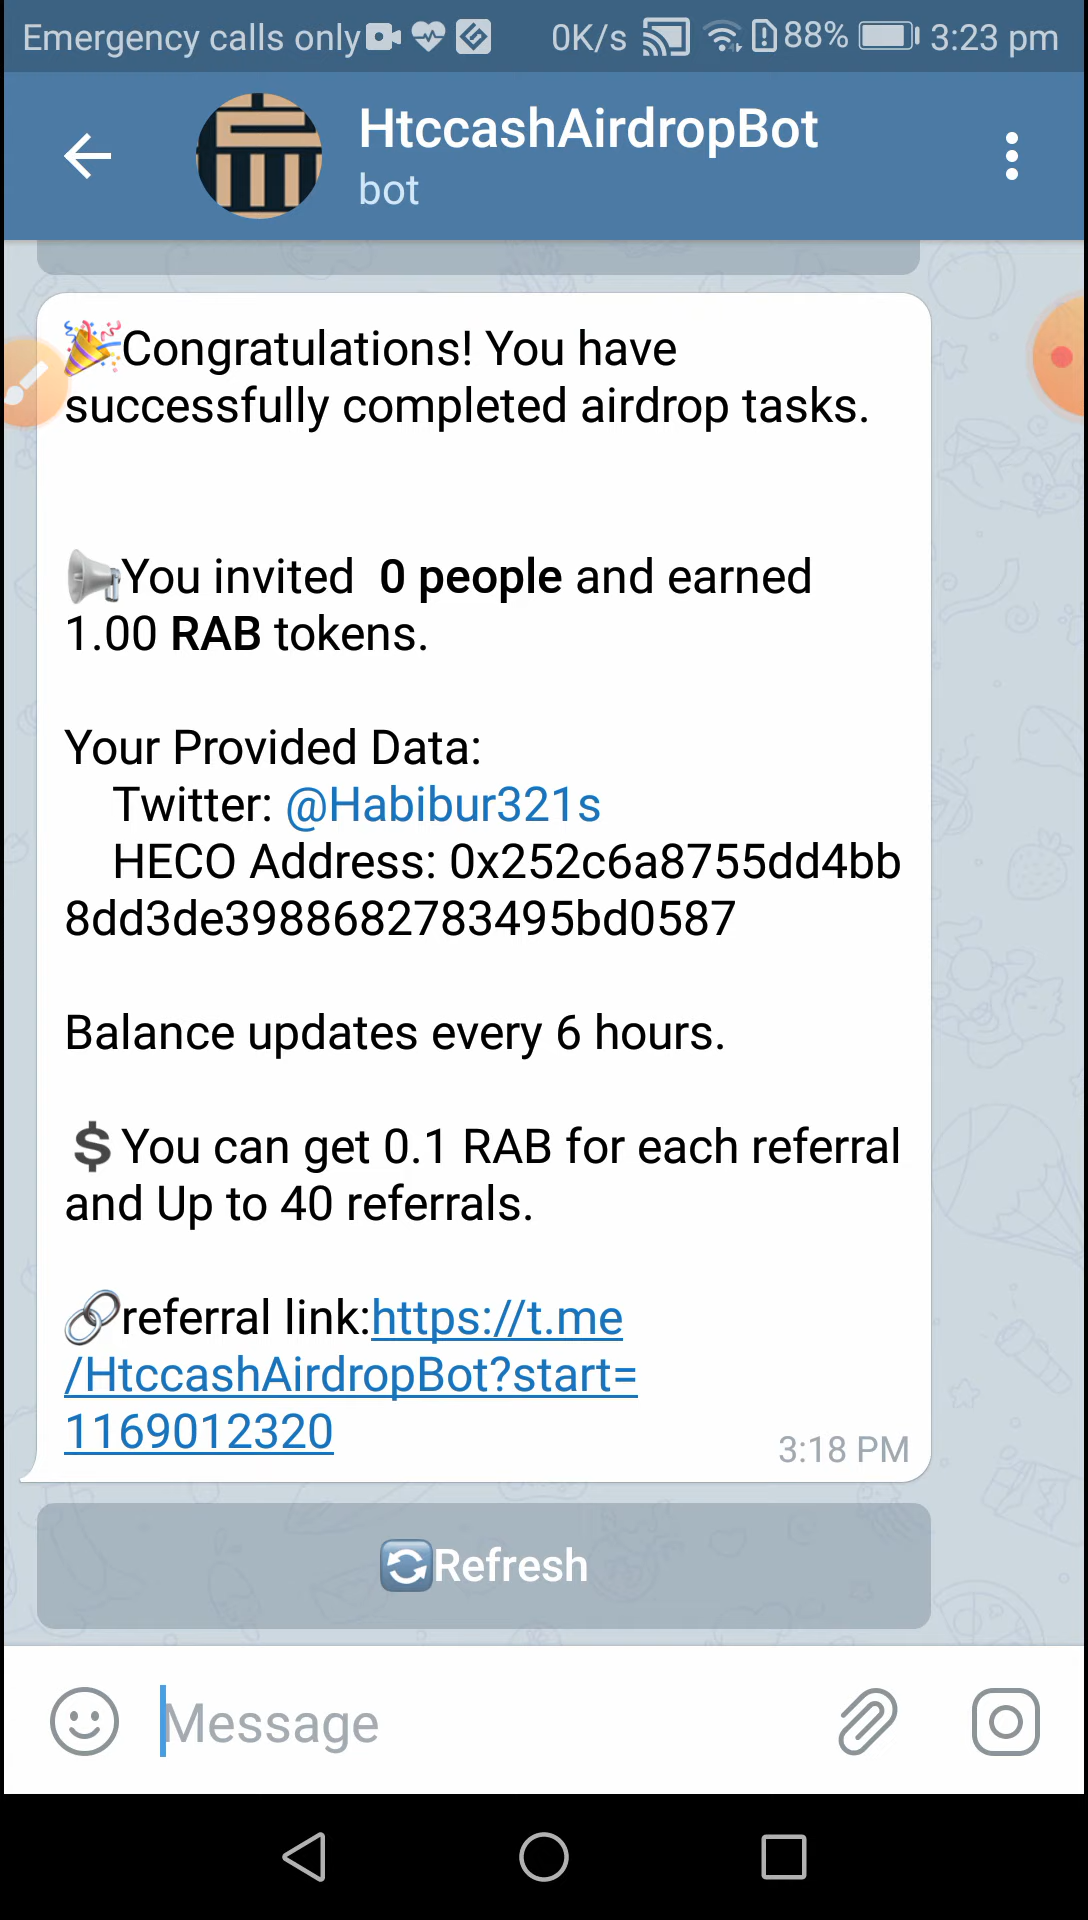 Emergency calls only 0K/s 88% 3:23 pm
HtccashAirdropBot
bot
Congratulations! You have
successfully completed airdrop tasks.
You invited 0 people and earned
1.00 RAB tokens.
Your Provided Data:
Twitter: @Habibur321s
HECO Address: 0x252c6a8755dd4bb
8dd3de3988682783495bd0587
Balance updates every 6 hours.
You can get 0.1 RAB for each referral
and Up to 40 referrals.
referral link:https://t.me
/HtccashAirdropBot?start=
1169012320
3:18 PM
Refresh
Message